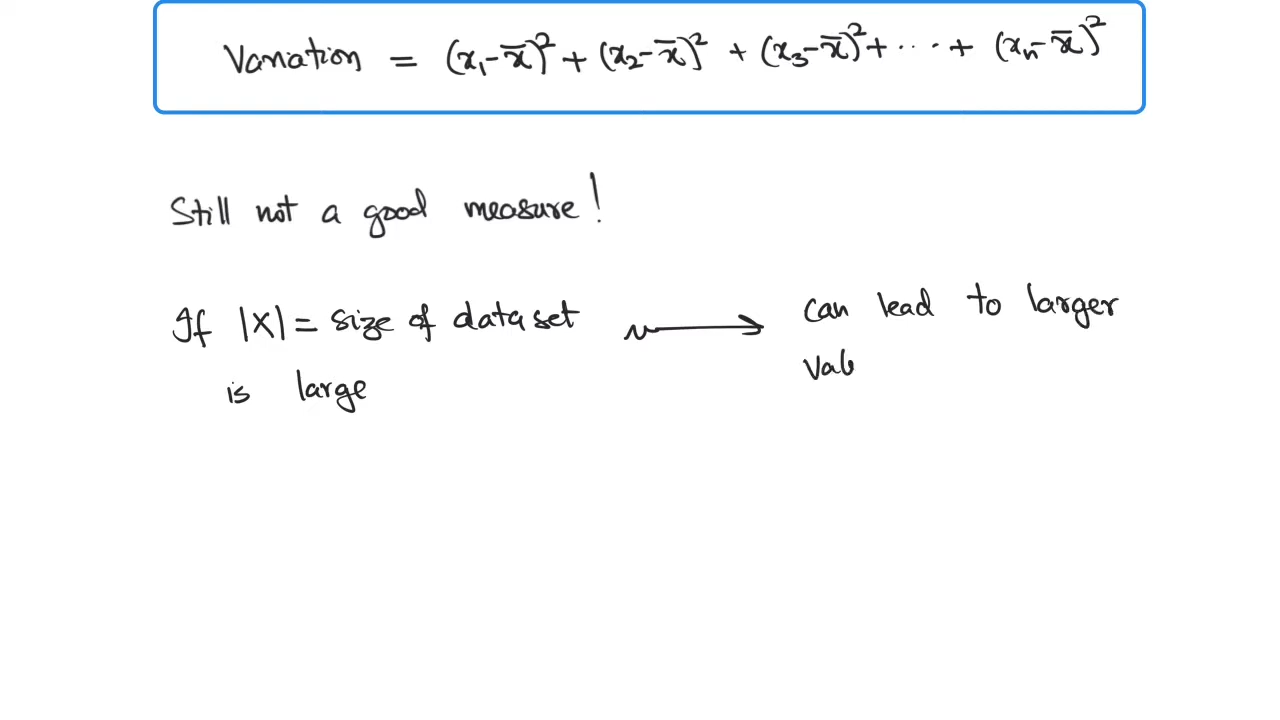 Variation = (x₁-x̅)² + (x₂-x̅)² + (x₃-x̅)² + ... + (xₙ-x̅)²
Still not a good measure!
If |X| = size of dataset → can lead to larger
is large Val